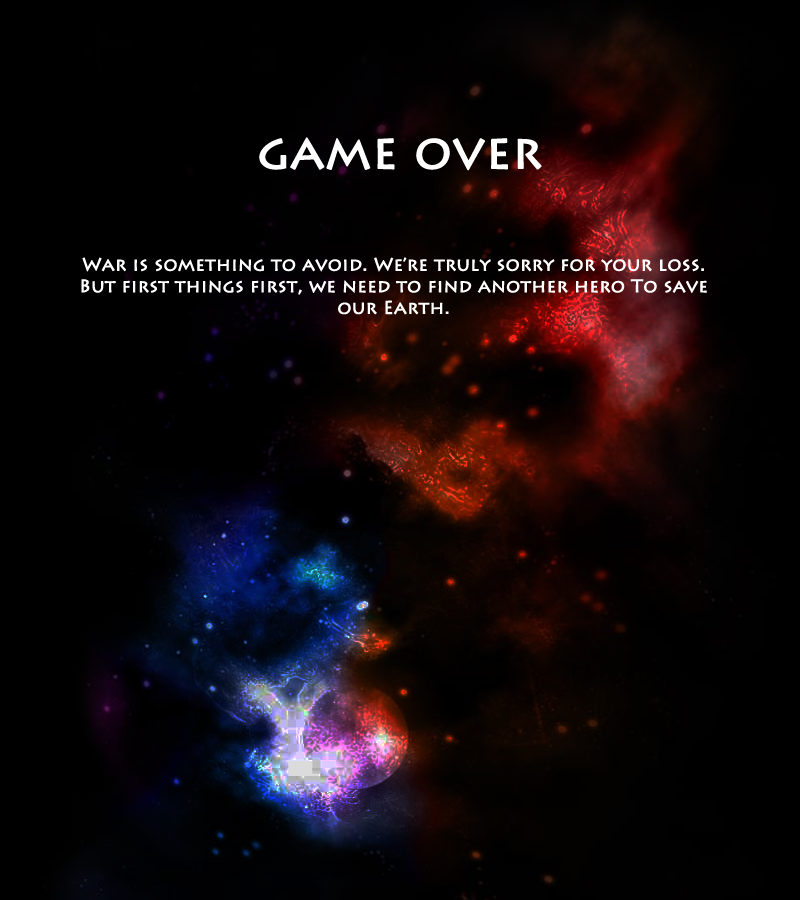 GAME OVER
WAR IS SOMETHING TO AVOID. WE'RE TRULY SORRY FOR YOUR LOSS.
BUT FIRST THINGS FIRST, WE NEED TO FIND ANOTHER HERO TO SAVE
OUR EARTH.